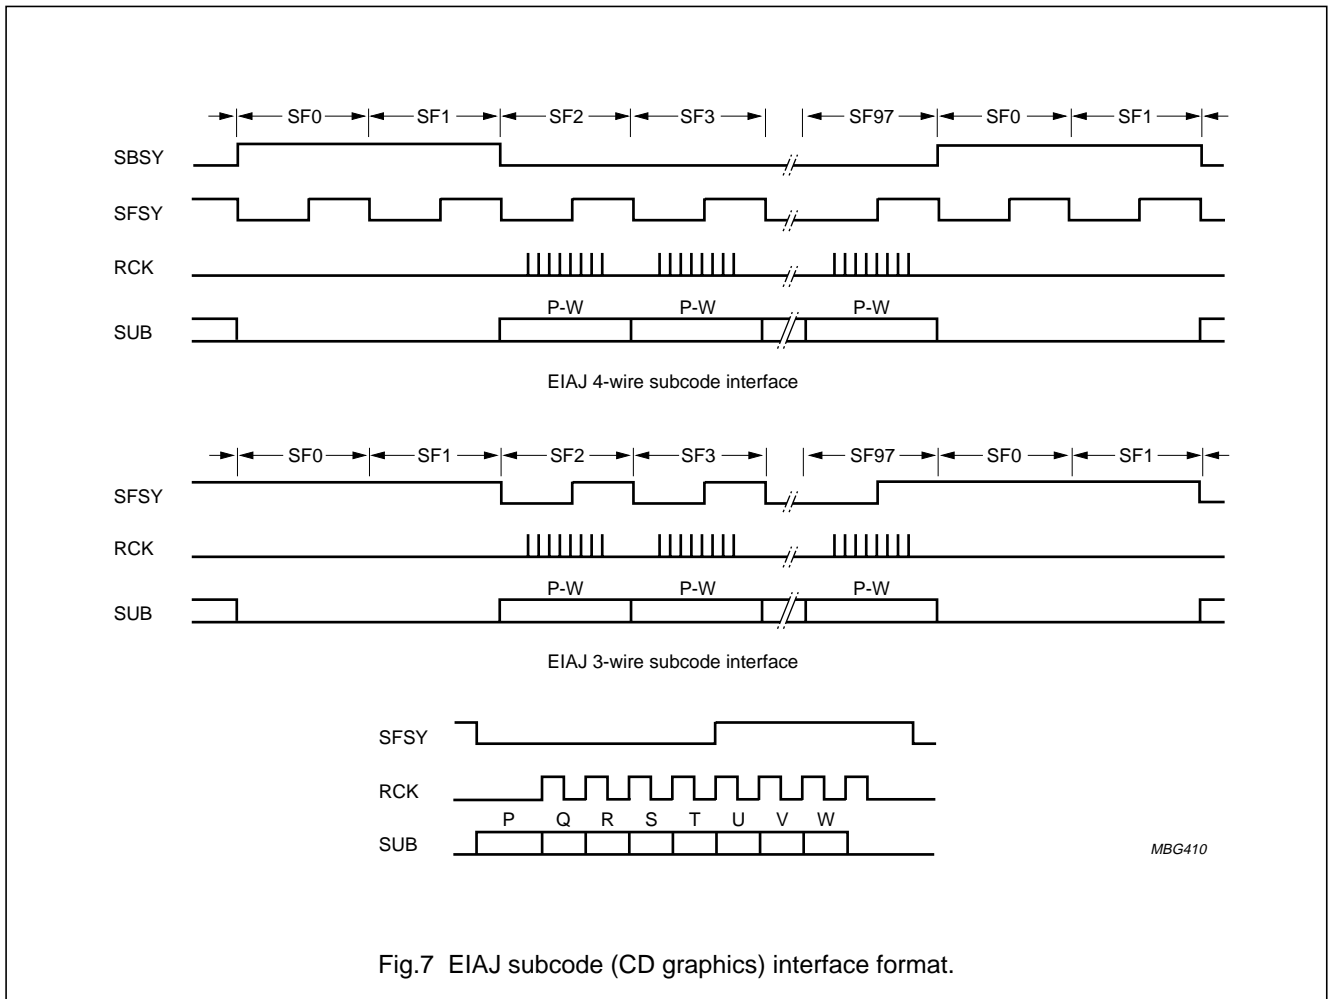 SF0 SF1 SF2 SF3 SF97 SF0 SF1
SBSY
SFSY
RCK
P-W P-W P-W
SUB
EIAJ 4-wire subcode interface
SF0 SF1 SF2 SF3 SF97 SF0 SF1
SFSY
RCK
P-W P-W P-W
SUB
EIAJ 3-wire subcode interface
SFSY
RCK
P Q R S T U V W
SUB
MBG410
Fig.7 EIAJ subcode (CD graphics) interface format.